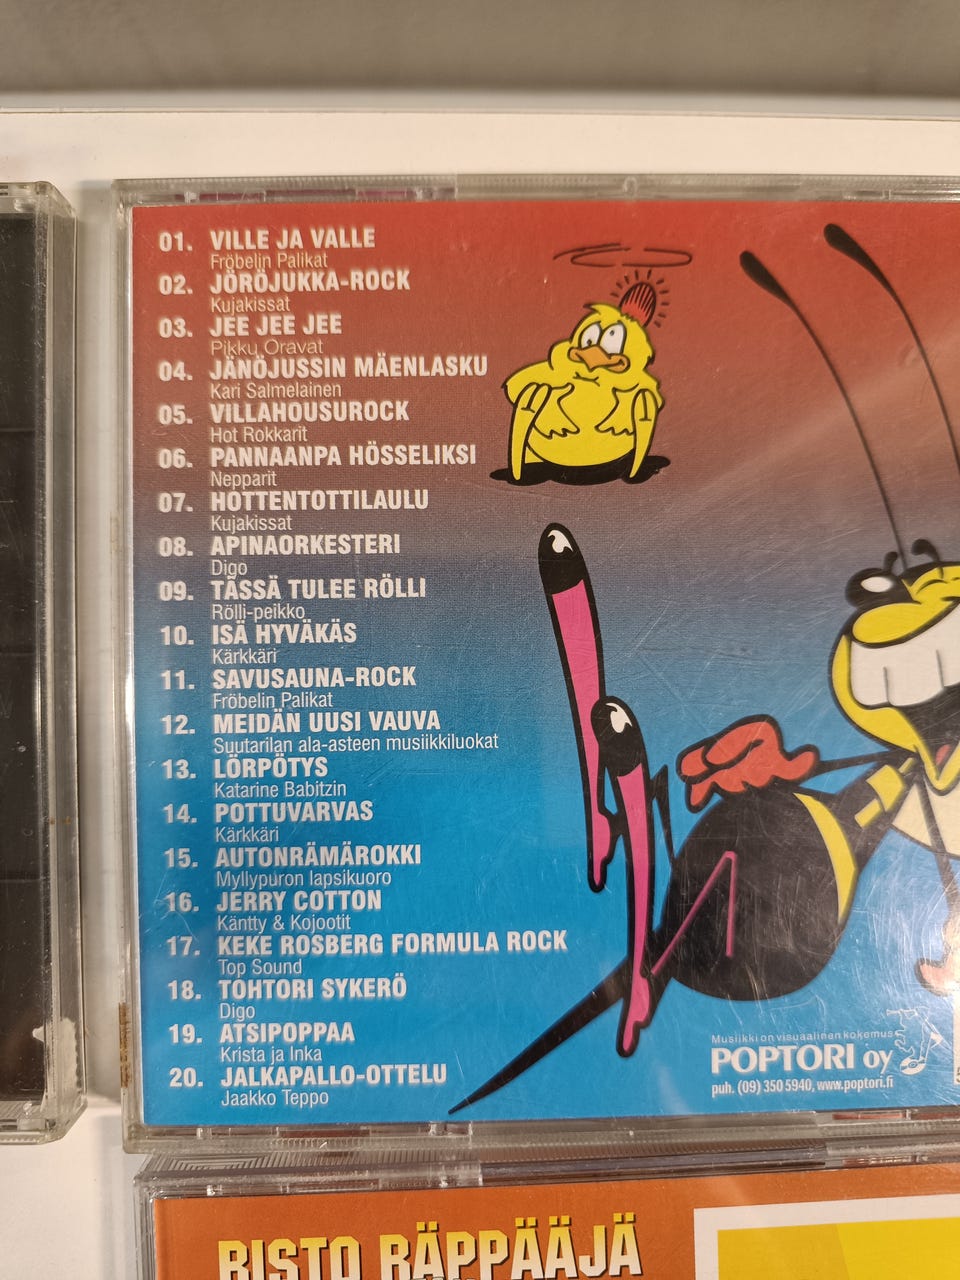 01. VILLE JA VALLE
Fröbelin Palikat
02. JÖRÖJUKKA-ROCK
Kujakissat
03. JEE JEE JEE
Pikku Oravat
04. JÄNÖJUSSIN MÄENLASKU
Kari Salmelainen
05. VILLAHOUSUROCK
Hot Rokkarit
06. PANNAANPA HÖSSELIKSI
Nepparit
07. HOTTENTOTTILAULU
Kujakissat
08. APINAORKESTERI
Digo
09. TÄSSÄ TULEE RÖLLI
Rölli-peikko
10. ISÄ HYVÄKÄS
Kärkkäri
11. SAVUSAUNA-ROCK
Fröbelin Palikat
12. MEIDÄN UUSI VAUVA
Suutarilan ala-asteen musiikkiluokat
13. LÖRPÖTYS
Katarine Babitzin
14. POTTUVARVAS
Kärkkäri
15. AUTONRÄMÄROKKI
Myllypuron lapsikuoro
16. JERRY COTTON
Käntty & Kojootit
17. KEKE ROSBERG FORMULA ROCK
Top Sound
18. TOHTORI SYKERÖ
Digo
19. ATSIPOPPAA
Krista ja Inka
20. JALKAPALLO-OTTELU
Jaakko Teppo
Musiikki on visuaalinen kokemus
POPTORI oy
puh. (09) 350 5940, www.poptori.fi
RISTO RÄPPÄÄJÄ